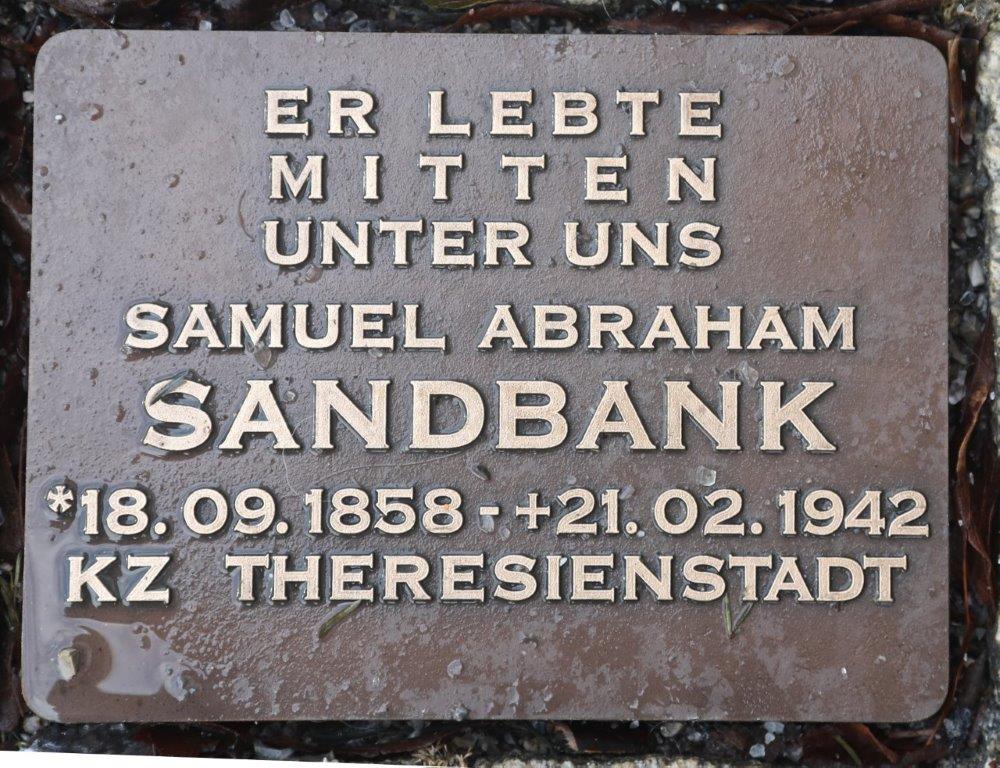 ER LEBTE
MITTEN
UNTER UNS
SAMUEL ABRAHAM
SANDBANK
*18. 09. 1858 - +21. 02. 1942
KZ THERESIENSTADT